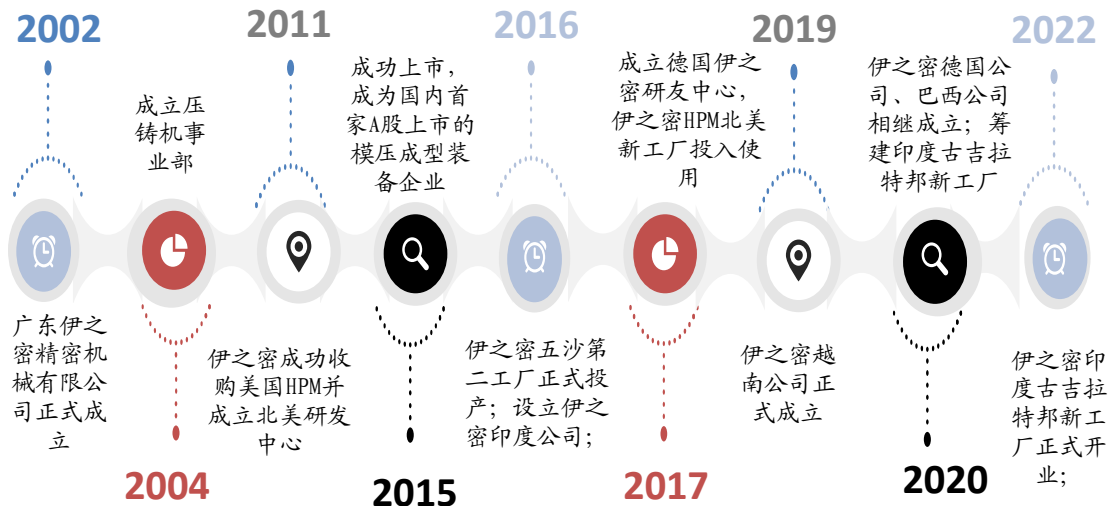 2002
2011
2016
2019
2022
成立压
铸机事
业部
成功上市，
成为国内首
家A股上市的
模压成型装
备企业
成立德国伊之
密研友中心，
伊之密HPM北美
新工厂投入使
用
伊之密德国公
司、巴西公司
相继成立；筹
建印度古吉拉
特邦新工厂
广东伊之
密精密机
械有限公
司正式成
立
伊之密成功收
购美国HPM并
成立北美研发
中心
伊之密五沙第
二工厂正式投
产；设立伊之
密印度公司；
伊之密越
南公司正
式成立
伊之密印
度古吉拉
特邦新工
厂正式开
业；
2004
2015
2017
2020